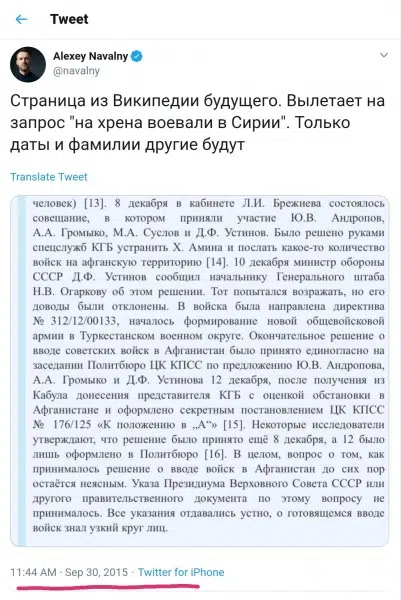 Tweet
Alexey Navalny
@navalny
Страница из Википедии будущего. Вылетает на
запрос "на хрена воевали в Сирии". Только
даты и фамилии другие будут
Translate Tweet
человек) [13]. 8 декабря в кабинете Л.И. Брежнева состоялось
совещание, в котором приняли участие Ю.В. Андропов,
А.А. Громыко, М.А. Суслов и Д.Ф. Устинов. Было решено руками
спецслужб КГБ устранить Х. Амина и послать какое-то количество
войск на афганскую территорию [14]. 10 декабря министр обороны
СССР Д.Ф. Устинов сообщил начальнику Генерального штаба
Н.В. Огаркову об этом решении. Тот попытался возражать, но его
доводы были отклонены. В войска была направлена директива
№ 312/12/00133, началось формирование новой общевойсковой
армии в Туркестанском военном округе. Окончательное решение о
вводе советских войск в Афганистан было принято единогласно на
заседании Политбюро ЦК КПСС по предложению Ю.В. Андропова,
А.А. Громыко и Д.Ф. Устинова 12 декабря, после получения из
Кабула донесения представителя КГБ с оценкой обстановки в
Афганистане и оформлено секретным постановлением ЦК КПСС
№ 176/125 «К положению в „А“» [15]. Некоторые исследователи
утверждают, что решение было принято ещё 8 декабря, а 12 было
лишь оформлено в Политбюро [16]. В целом, вопрос о том, как
принималось решение о вводе войск в Афганистан до сих пор
остаётся неясным. Указа Президиума Верховного Совета СССР или
другого правительственного документа по этому вопросу не
принималось. Все указания отдавались устно, о готовящемся вводе
войск знал узкий круг лиц.
11:44 AM · Sep 30, 2015 · Twitter for iPhone